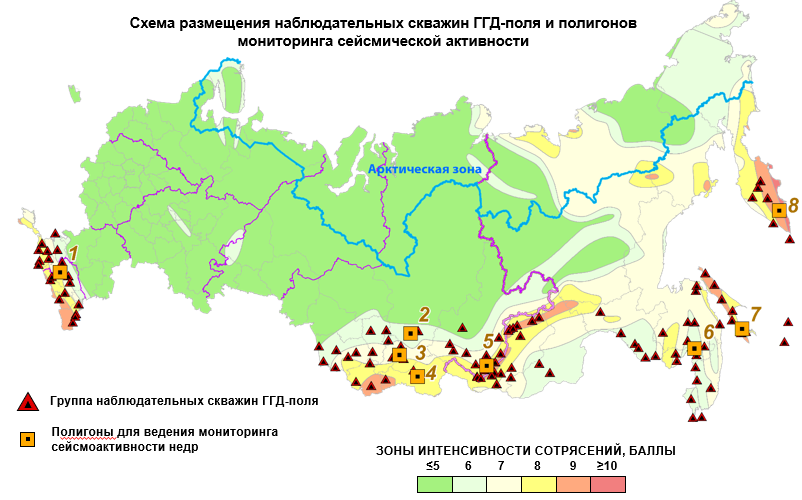 Схема размещения наблюдательных скважин ГГД-поля и полигонов
мониторинга сейсмической активности
Арктическая зона
8
1
2
7
5
6
3
4
Группа наблюдательных скважин ГГД-поля
Полигоны для ведения мониторинга
сейсмоактивности недр
ЗОНЫ ИНТЕНСИВНОСТИ СОТРЯСЕНИЙ, БАЛЛЫ
≤5 6 7 8 9 ≥10